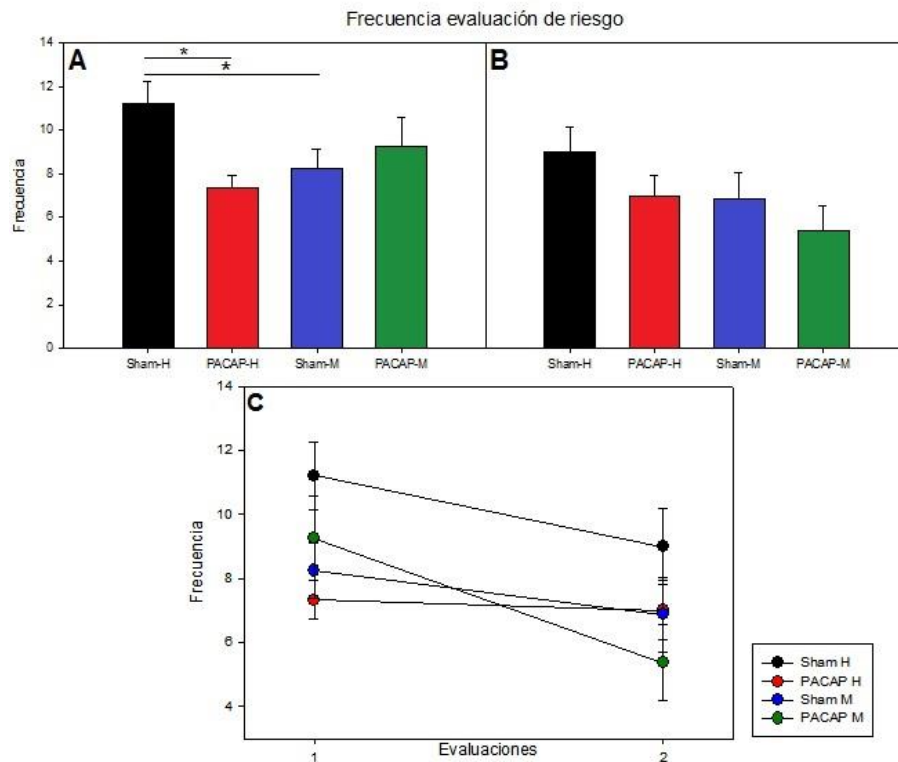 Frecuencia evaluación de riesgo
A
B
*
*
14
12
10
8
6
4
2
0
Frecuencia
Sham-H PACAP-H Sham-M PACAP-M
Sham-H PACAP-H Sham-M PACAP-M
C
14
12
10
8
6
4
Frecuencia
1 2
Evaluaciones
Sham H
PACAP H
Sham M
PACAP M